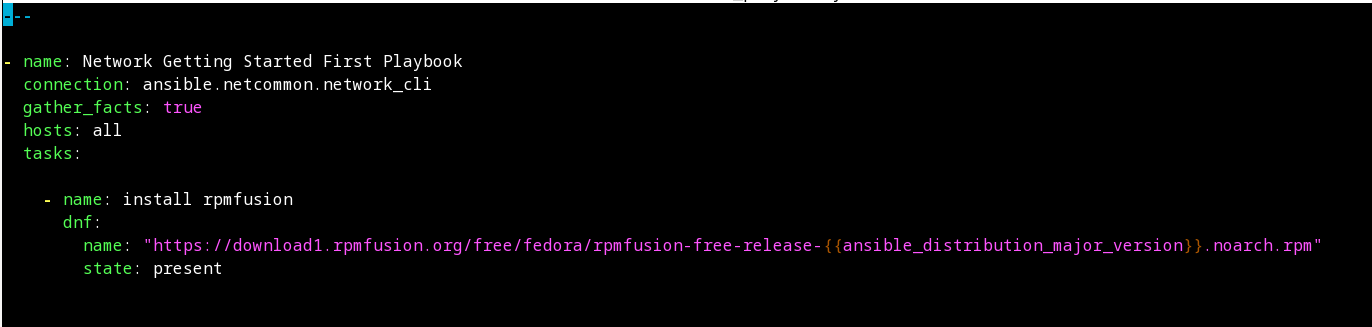 ---
- name: Network Getting Started First Playbook
  connection: ansible.netcommon.network_cli
  gather_facts: true
  hosts: all
  tasks:
    - name: install rpmfusion
      dnf:
        name: "https://download1.rpmfusion.org/free/fedora/rpmfusion-free-release-{{ansible_distribution_major_version}}.noarch.rpm"
        state: present